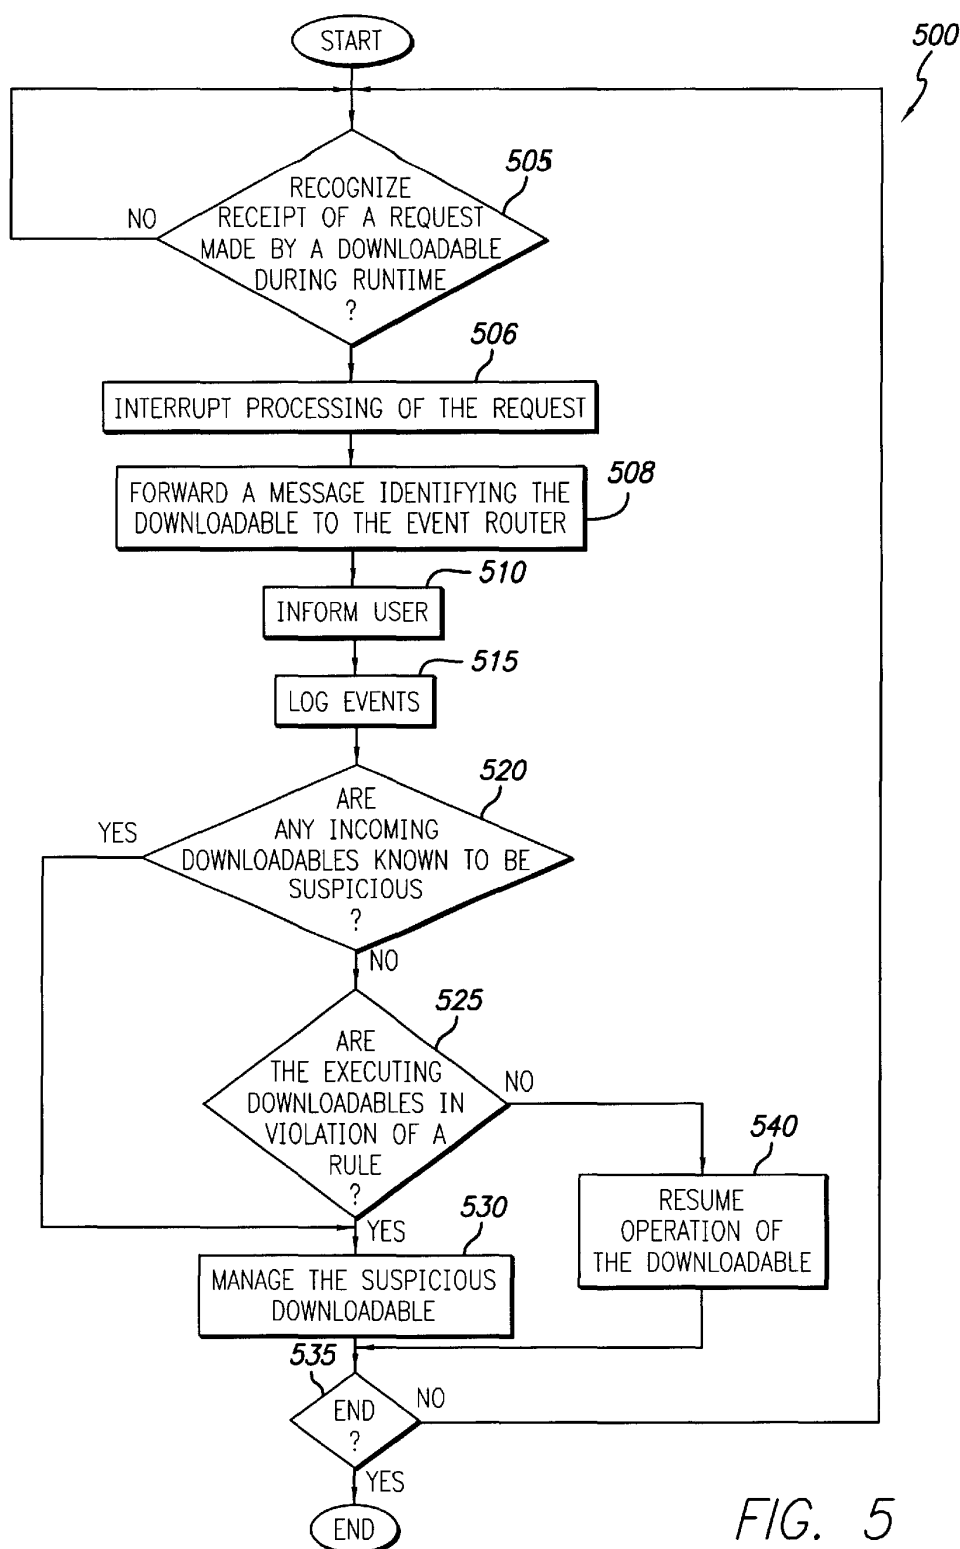 START
500
505
RECOGNIZE
RECEIPT OF A REQUEST
MADE BY A DOWNLOADABLE
DURING RUNTIME
?
NO
506
INTERRUPT PROCESSING OF THE REQUEST
508
FORWARD A MESSAGE IDENTIFYING THE
DOWNLOADABLE TO THE EVENT ROUTER
510
INFORM USER
515
LOG EVENTS
520
ARE
ANY INCOMING
DOWNLOADABLES KNOWN TO BE
SUSPICIOUS
?
YES
NO
525
ARE
THE EXECUTING
DOWNLOADABLES IN
VIOLATION OF A
RULE
?
NO
YES
540
RESUME
OPERATION OF
THE DOWNLOADABLE
530
MANAGE THE SUSPICIOUS
DOWNLOADABLE
535
END
?
NO
YES
END
FIG. 5